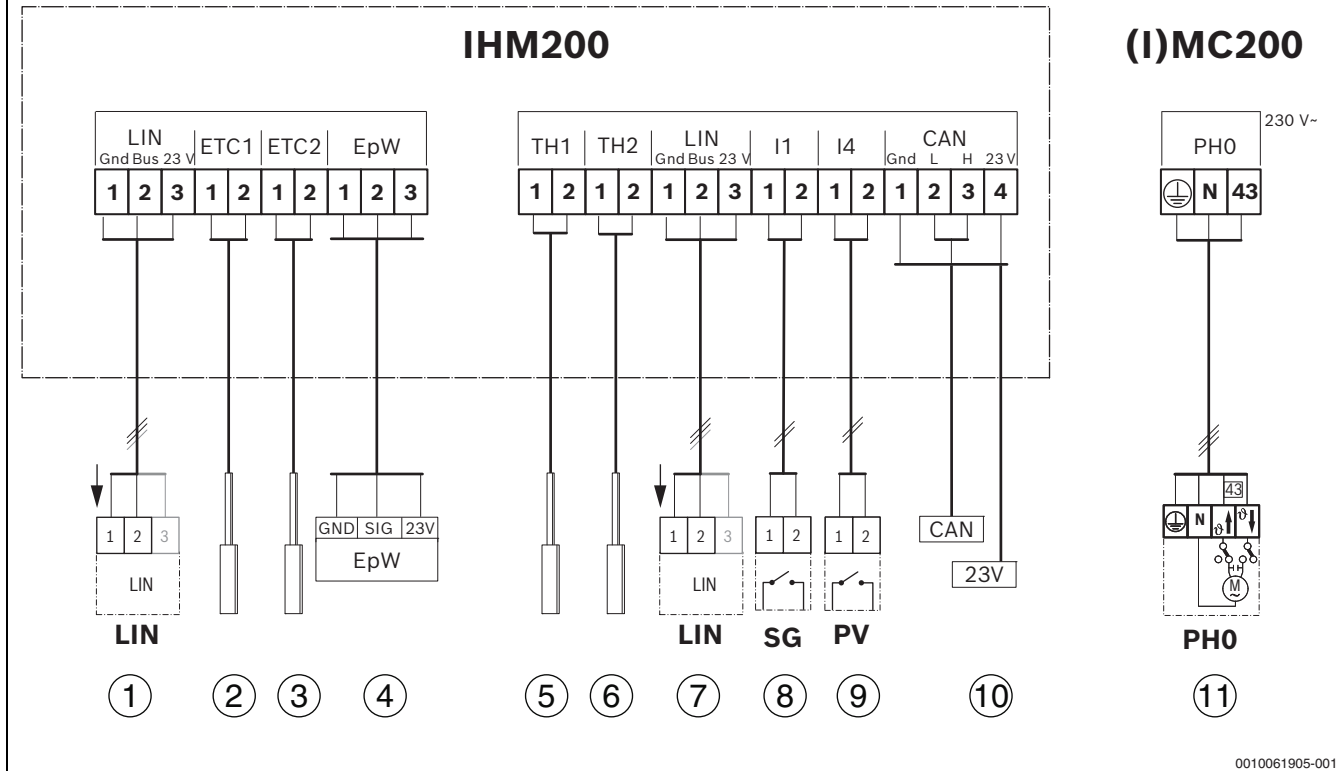 IHM200 (I)MC200
LIN ETC1 ETC2 EpW TH1 TH2 LIN I1 I4 CAN PH0 230 V~
Gnd Bus 23 V Gnd Bus 23 V Gnd L H 23 V
1 2 3 1 2 1 2 1 2 3 1 2 1 2 1 2 3 1 2 1 2 1 2 3 4 N 43
43
GND SIG 23V CAN N ϑ ϑ
1 2 3 EpW 1 2 3 1 2 1 2 23V
LIN LIN M ~
LIN LIN SG PV PH0
1 2 3 4 5 6 7 8 9 10 11
0010061905-001